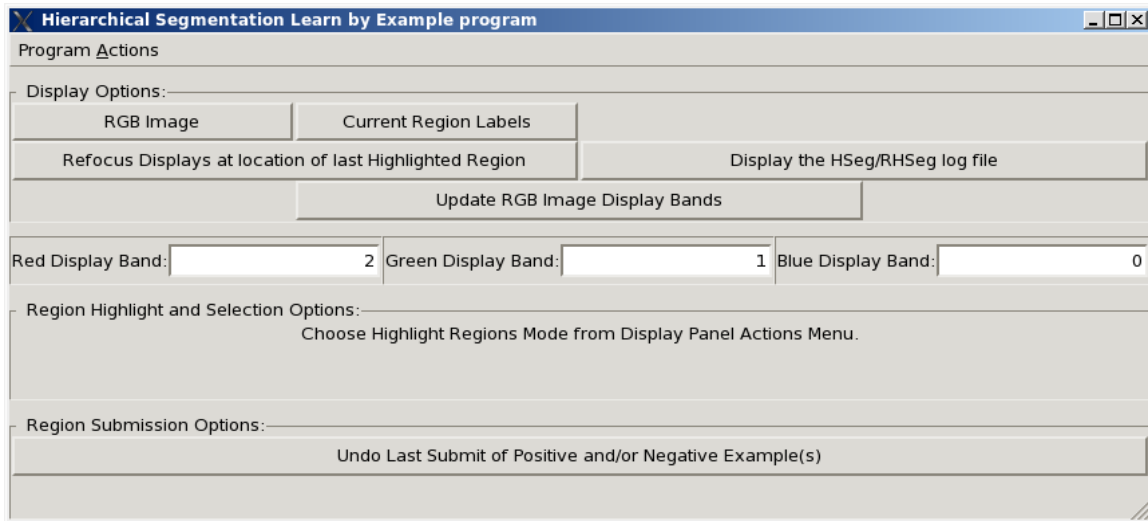 Hierarchical Segmentation Learn by Example program
Program Actions
Display Options:
RGB Image Current Region Labels
Refocus Displays at location of last Highlighted Region Display the HSeg/RHSeg log file
Update RGB Image Display Bands
Red Display Band: 2 Green Display Band: 1 Blue Display Band: 0
Region Highlight and Selection Options:
Choose Highlight Regions Mode from Display Panel Actions Menu.
Region Submission Options:
Undo Last Submit of Positive and/or Negative Example(s)